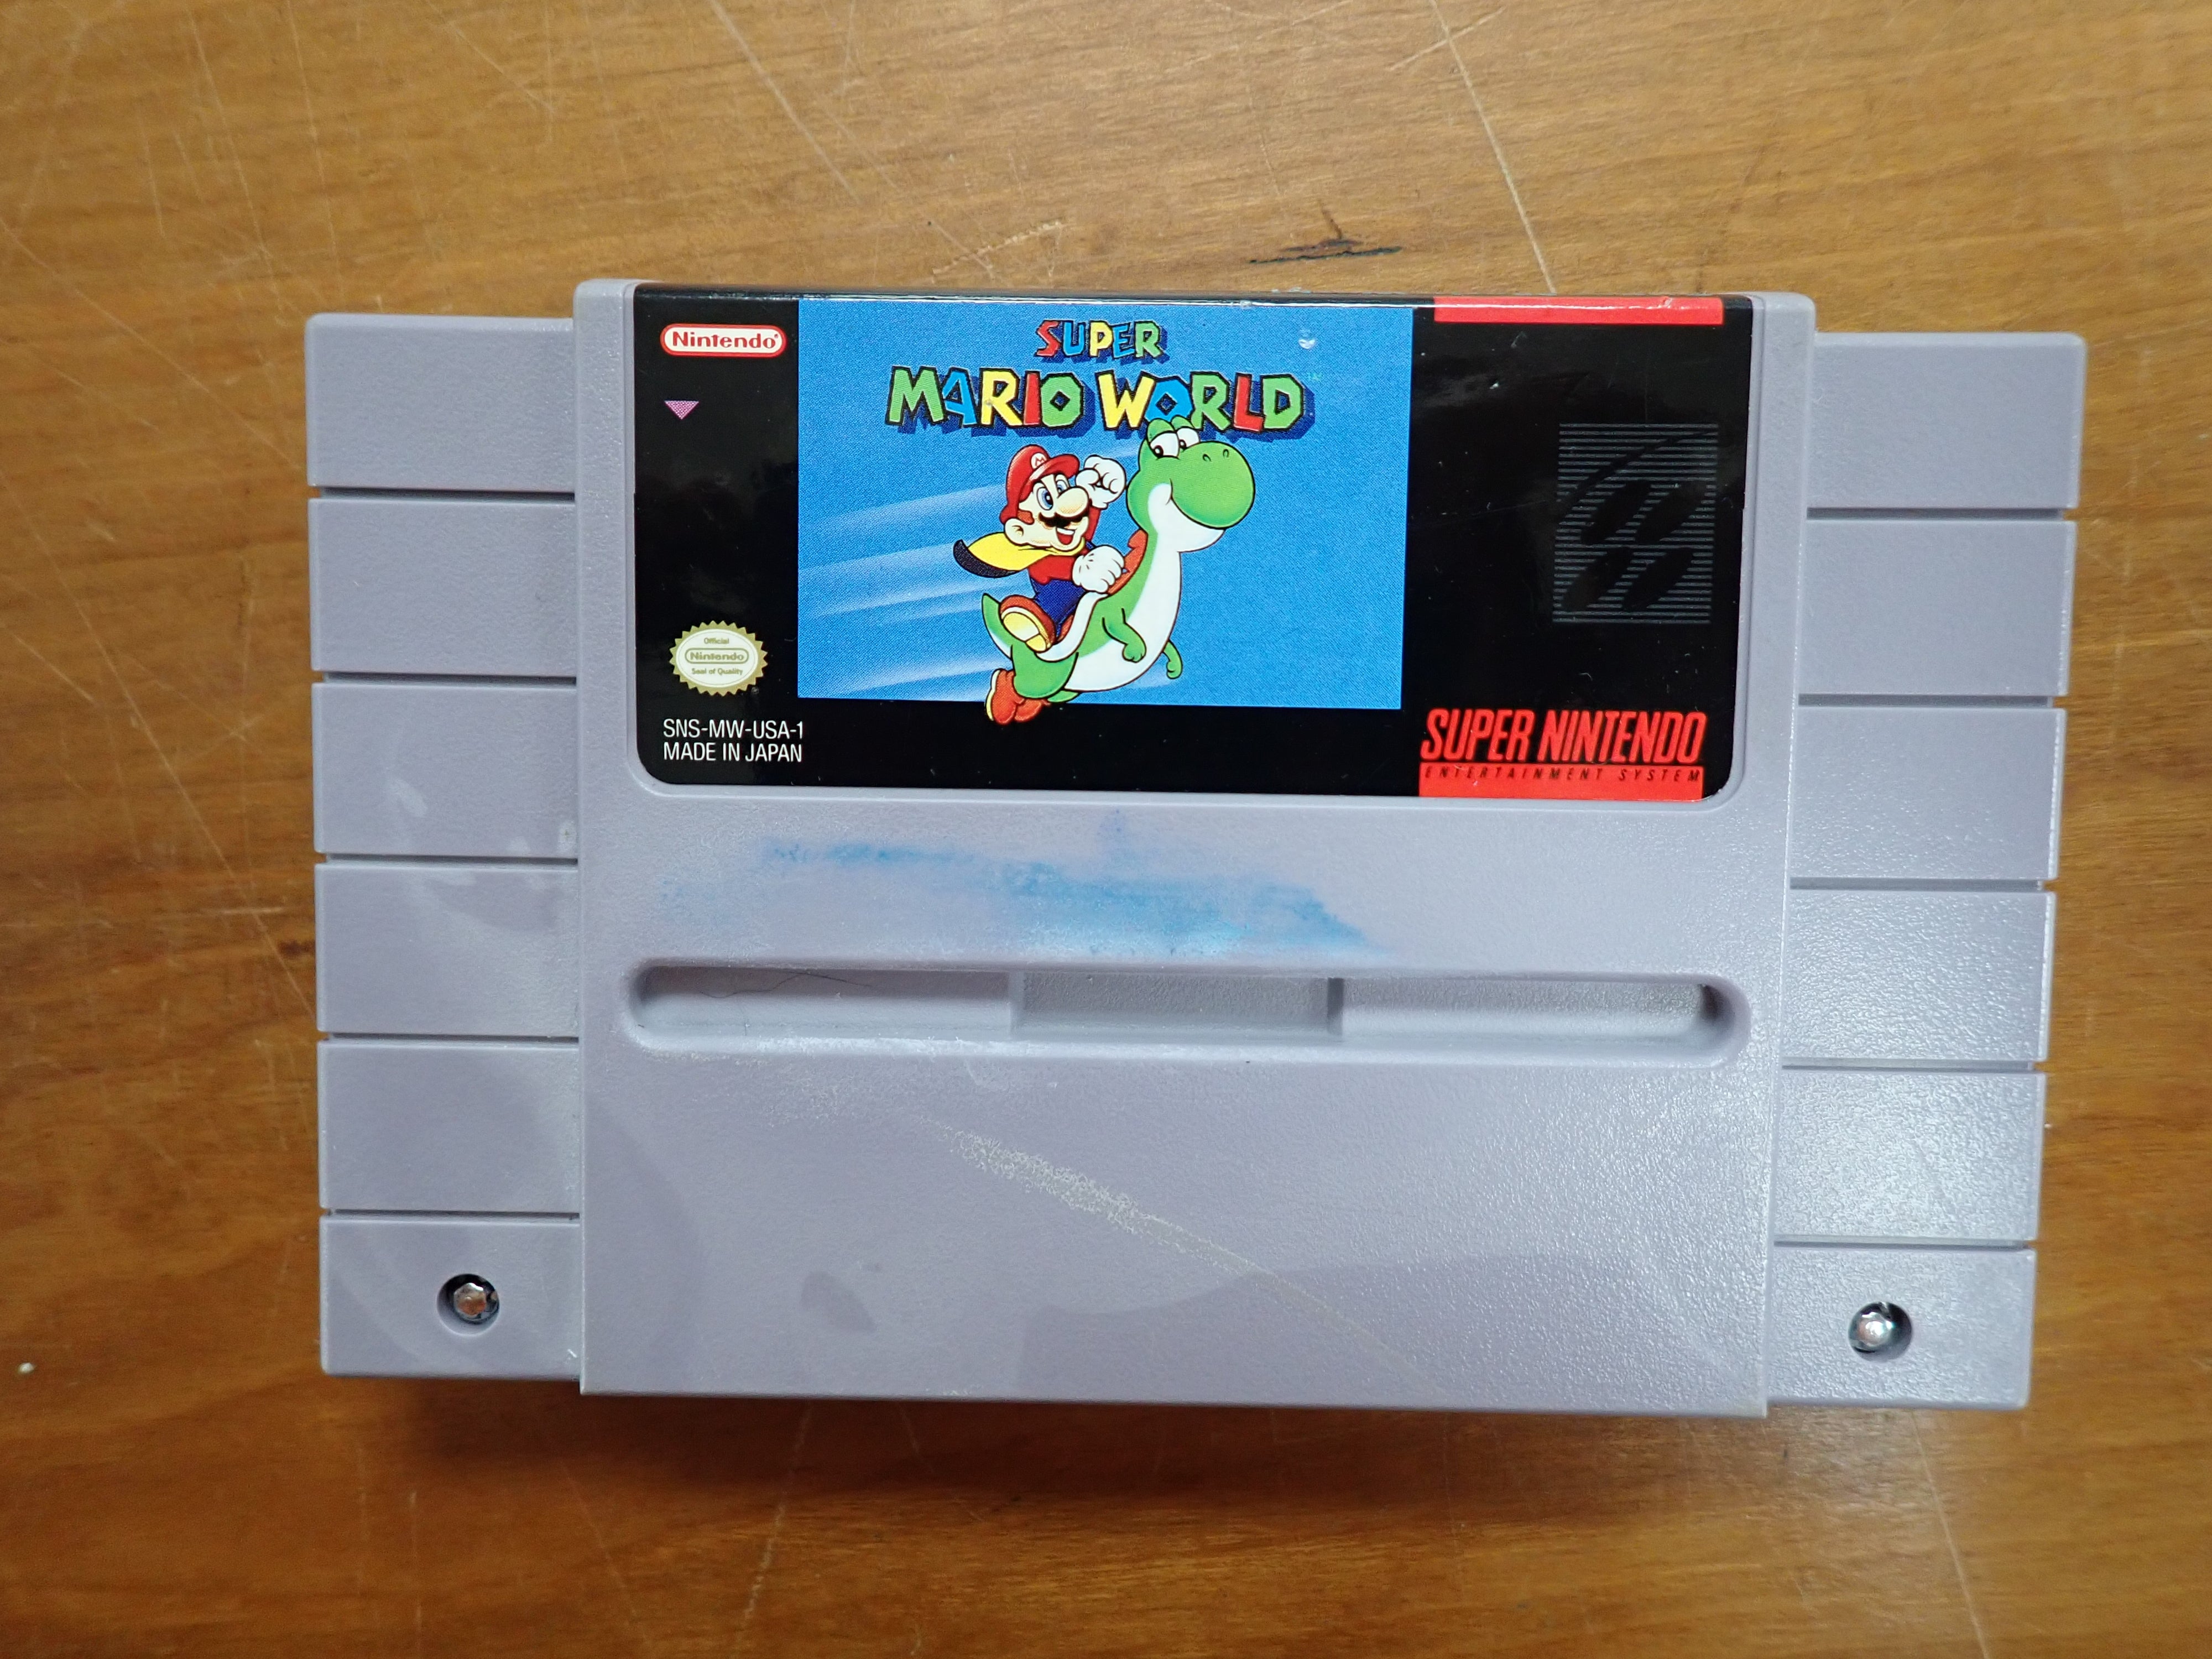 Nintendo®
SUPER
MARIO WORLD™
Official
Nintendo
Seal of Quality
SNS-MW-USA-1
MADE IN JAPAN
SUPER NINTENDO
ENTERTAINMENT SYSTEM